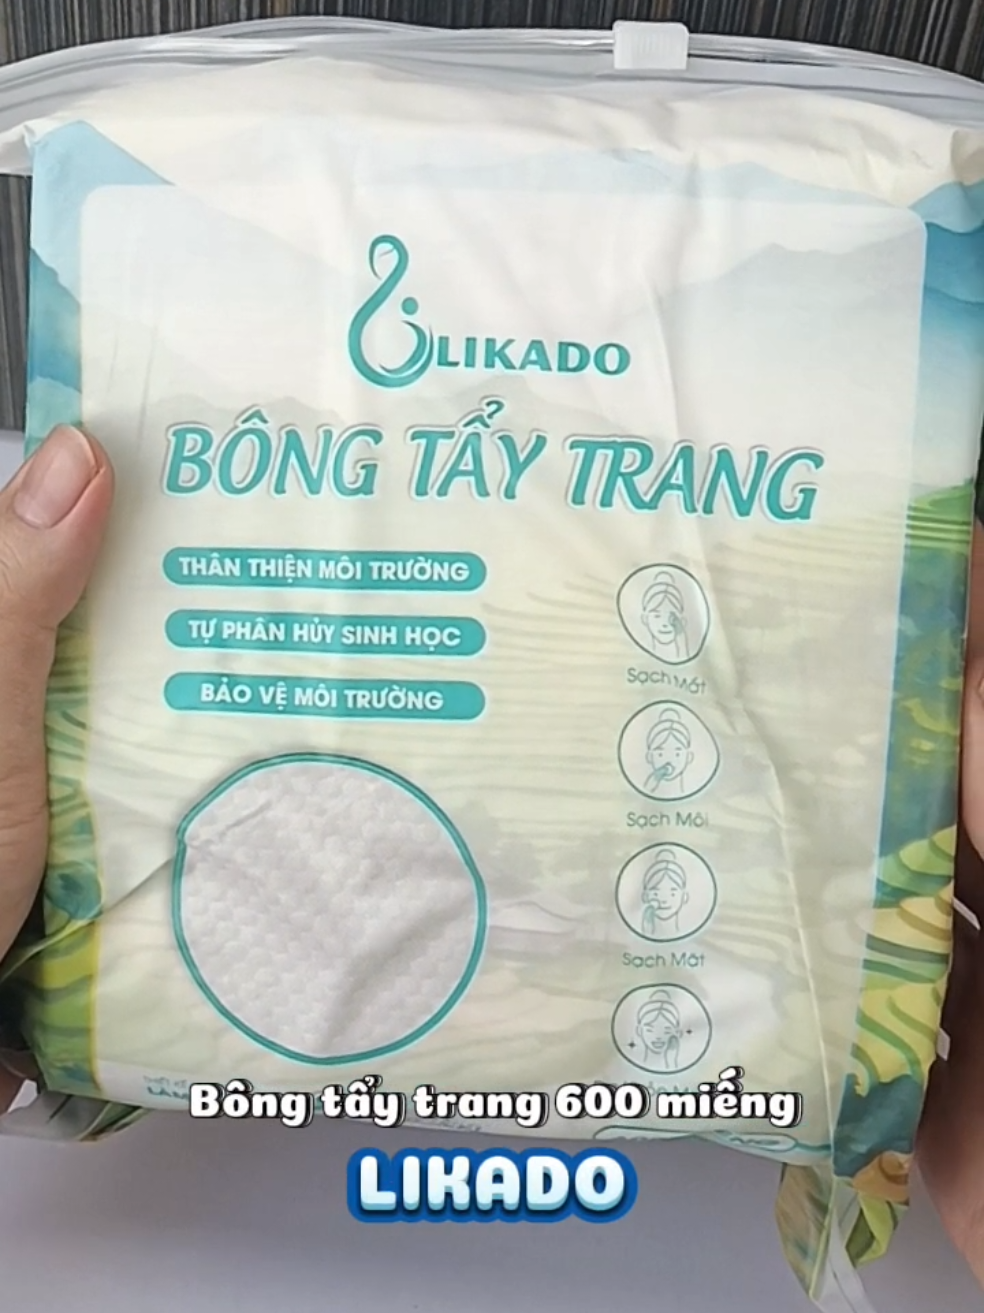 LIKADO
BÔNG TẨY TRANG
THÂN THIỆN MÔI TRƯỜNG
TỰ PHÂN HỦY SINH HỌC
BẢO VỆ MÔI TRƯỜNG
Sạch Mắt
Sạch Môi
Sạch Mặt
Bông tẩy trang 600 miếng
LIKADO